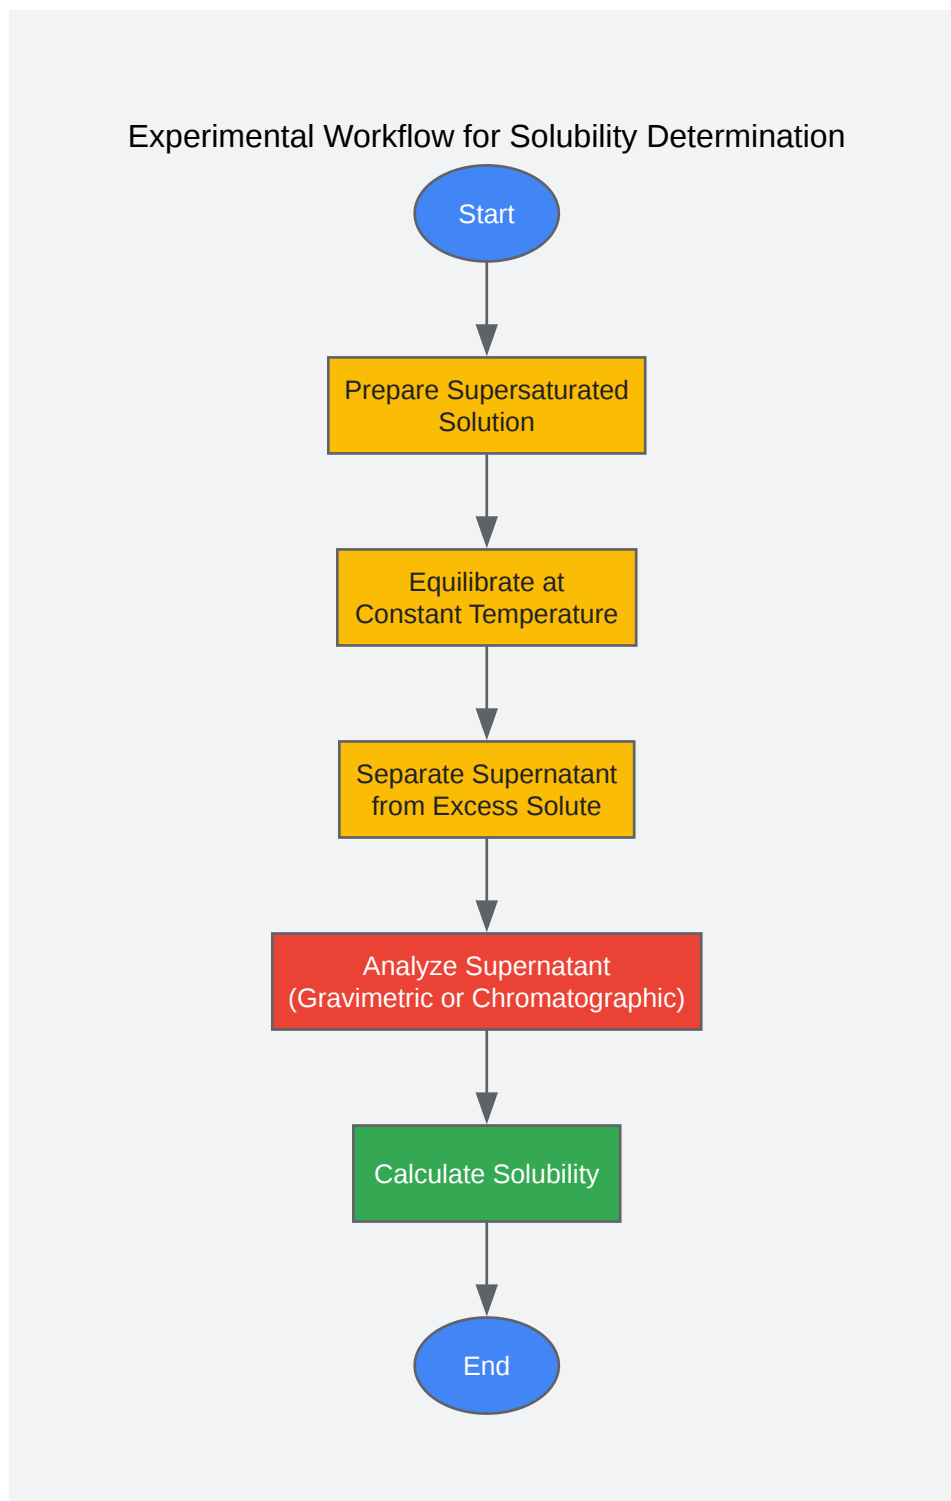 Experimental Workflow for Solubility Determination
Start
Prepare Supersaturated
Solution
Equilibrate at
Constant Temperature
Separate Supernatant
from Excess Solute
Analyze Supernatant
(Gravimetric or Chromatographic)
Calculate Solubility
End